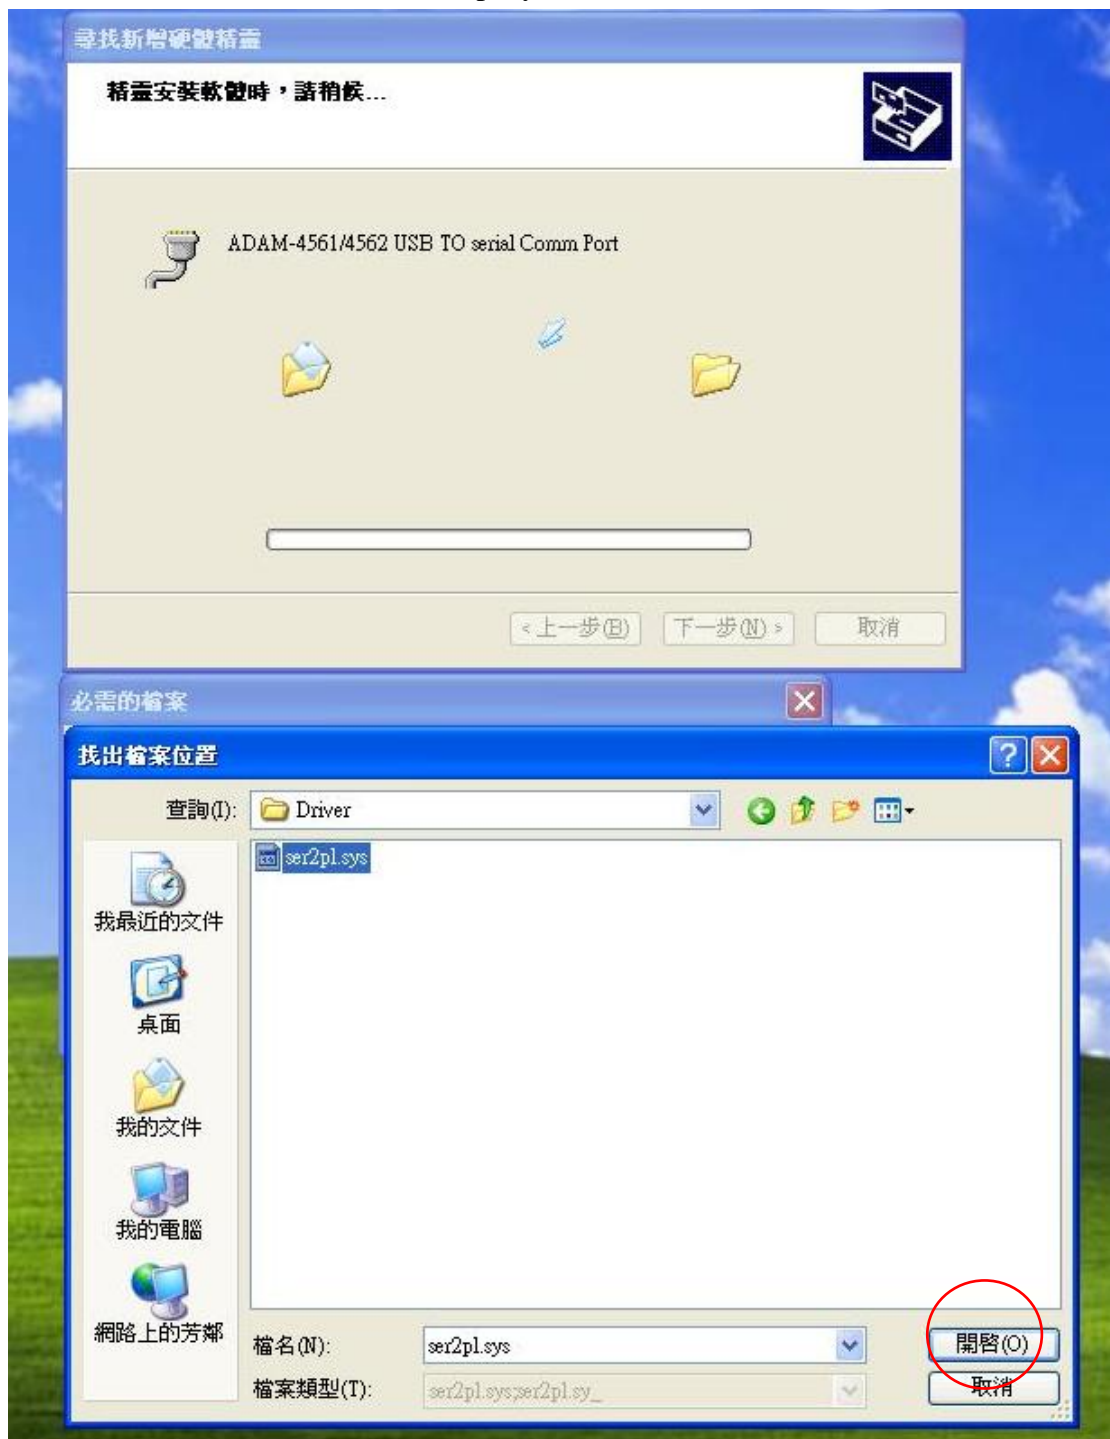 尋找新增硬體精靈
精靈安裝軟體時，請稍候...
ADAM-4561/4562 USB TO serial Comm Port
<上一步(B)
下一步(N)>
取消
必需的檔案
找出檔案位置
查詢(I):
Driver
ser2pl.sys
我最近的文件
桌面
我的文件
我的電腦
網路上的芳鄰
檔名(N):
ser2pl.sys
開啓(O)
檔案類型(T):
ser2pl.sys;ser2pl.sy_
取消